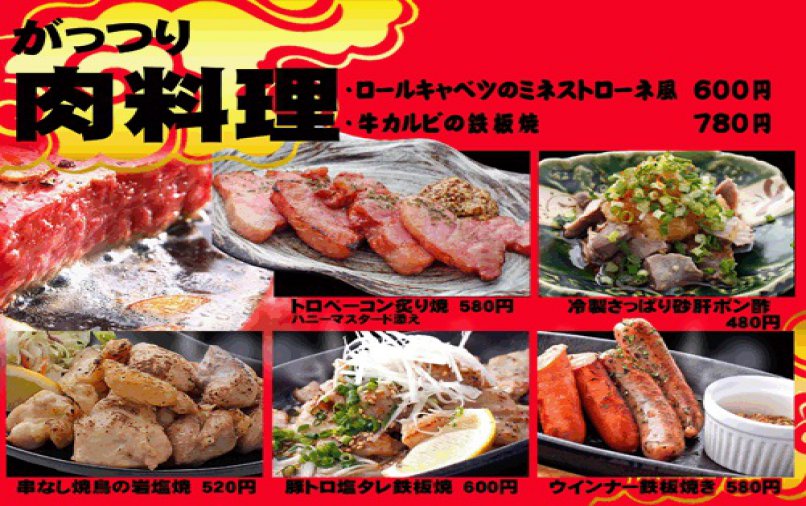 がっつり
肉料理
・ロールキャベツのミネストローネ風 600円
・牛カルビの鉄板焼 780円
トロベーコン炙り焼 580円
ハニーマスタード添え
冷製さっぱり砂肝ポン酢
480円
串なし焼鳥の岩塩焼 520円
豚トロ塩タレ鉄板焼 600円
ウインナー鉄板焼き 580円